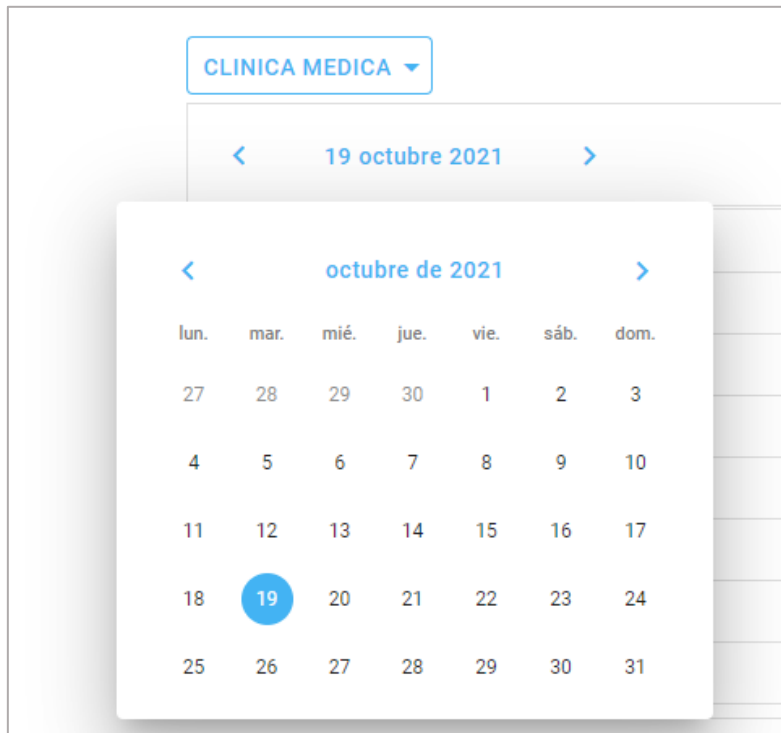 CLINICA MEDICA
19 octubre 2021
octubre de 2021
lun. mar. mié. jue. vie. sáb. dom.
27 28 29 30 1 2 3
4 5 6 7 8 9 10
11 12 13 14 15 16 17
18 19 20 21 22 23 24
25 26 27 28 29 30 31